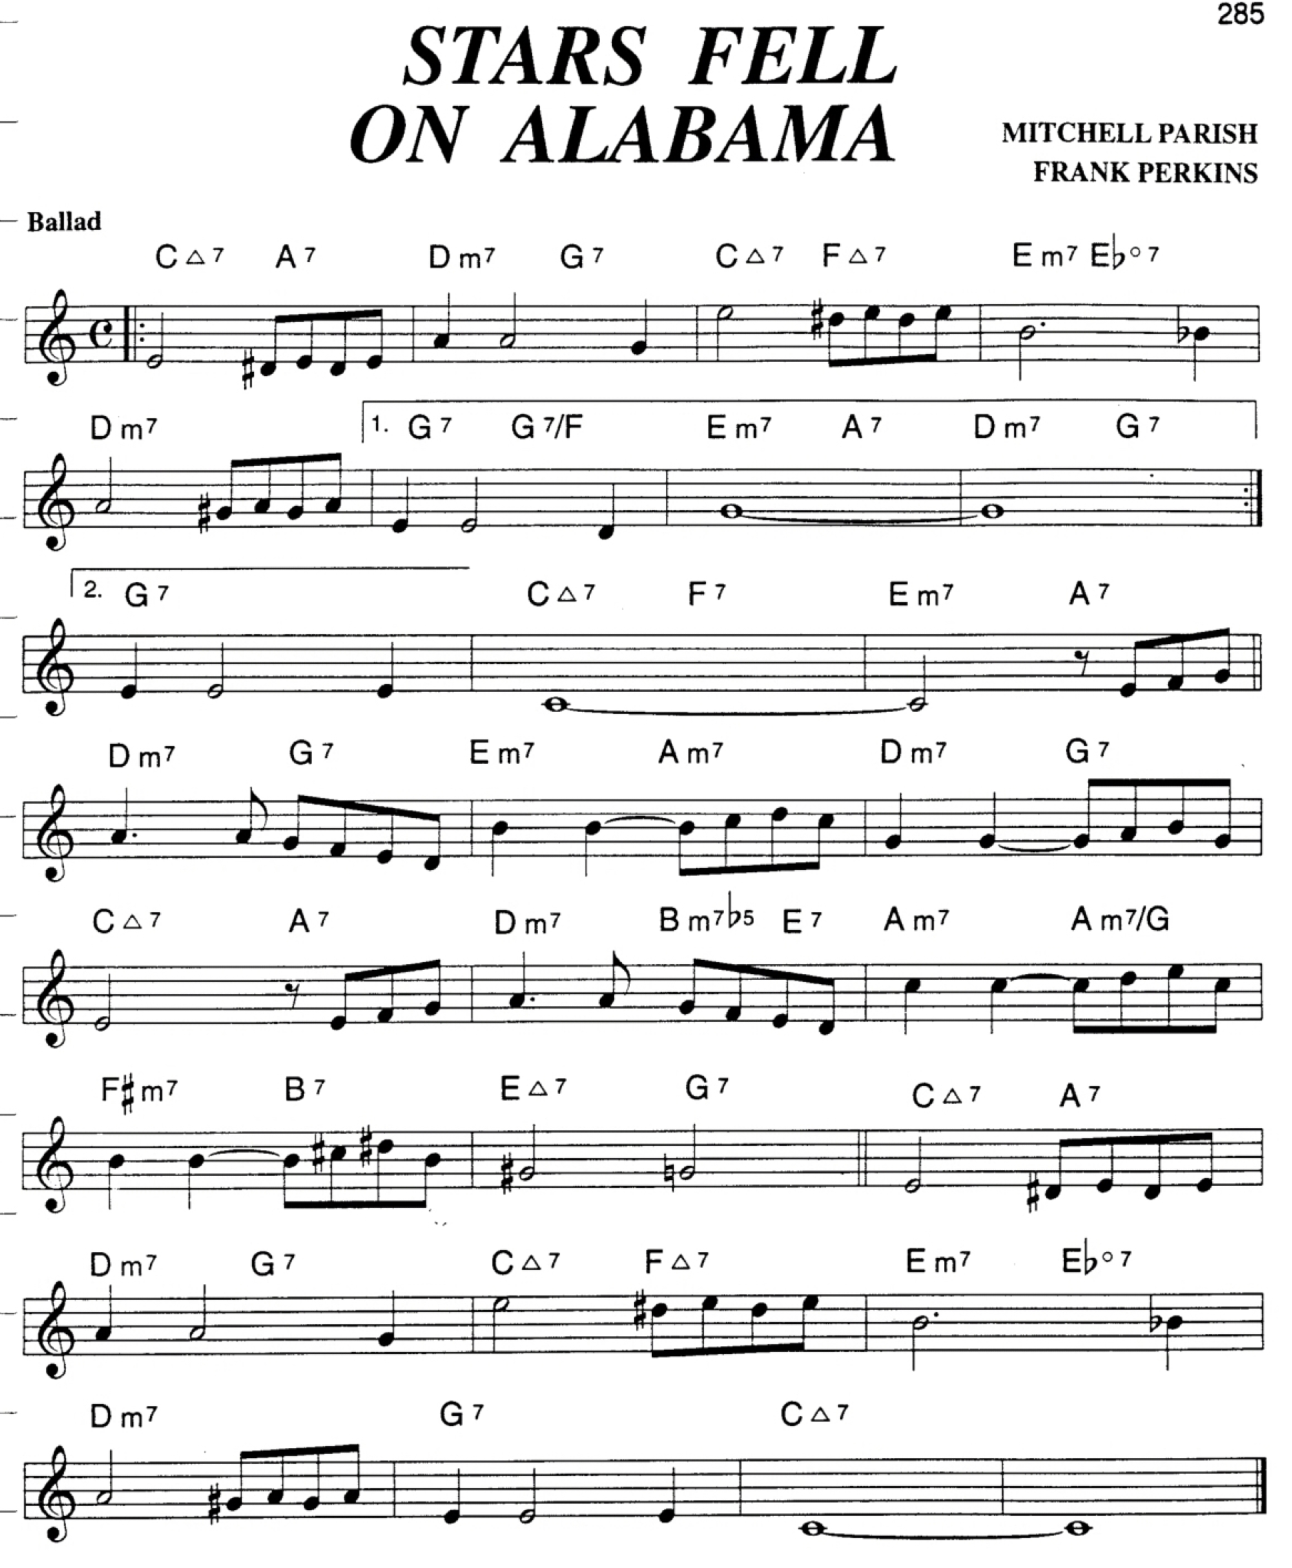 285
STARS FELL
ON ALABAMA
MITCHELL PARISH
FRANK PERKINS
Ballad
C△7 A7 Dm7 G7 C△7 F△7 Em7 E♭°7
Dm7 1. G7 G7/F Em7 A7 Dm7 G7
2. G7 C△7 F7 Em7 A7
Dm7 G7 Em7 Am7 Dm7 G7
C△7 A7 Dm7 Bm7♭5 E7 Am7 Am7/G
F♯m7 B7 E△7 G7 C△7 A7
Dm7 G7 C△7 F△7 Em7 E♭°7
Dm7 G7 C△7